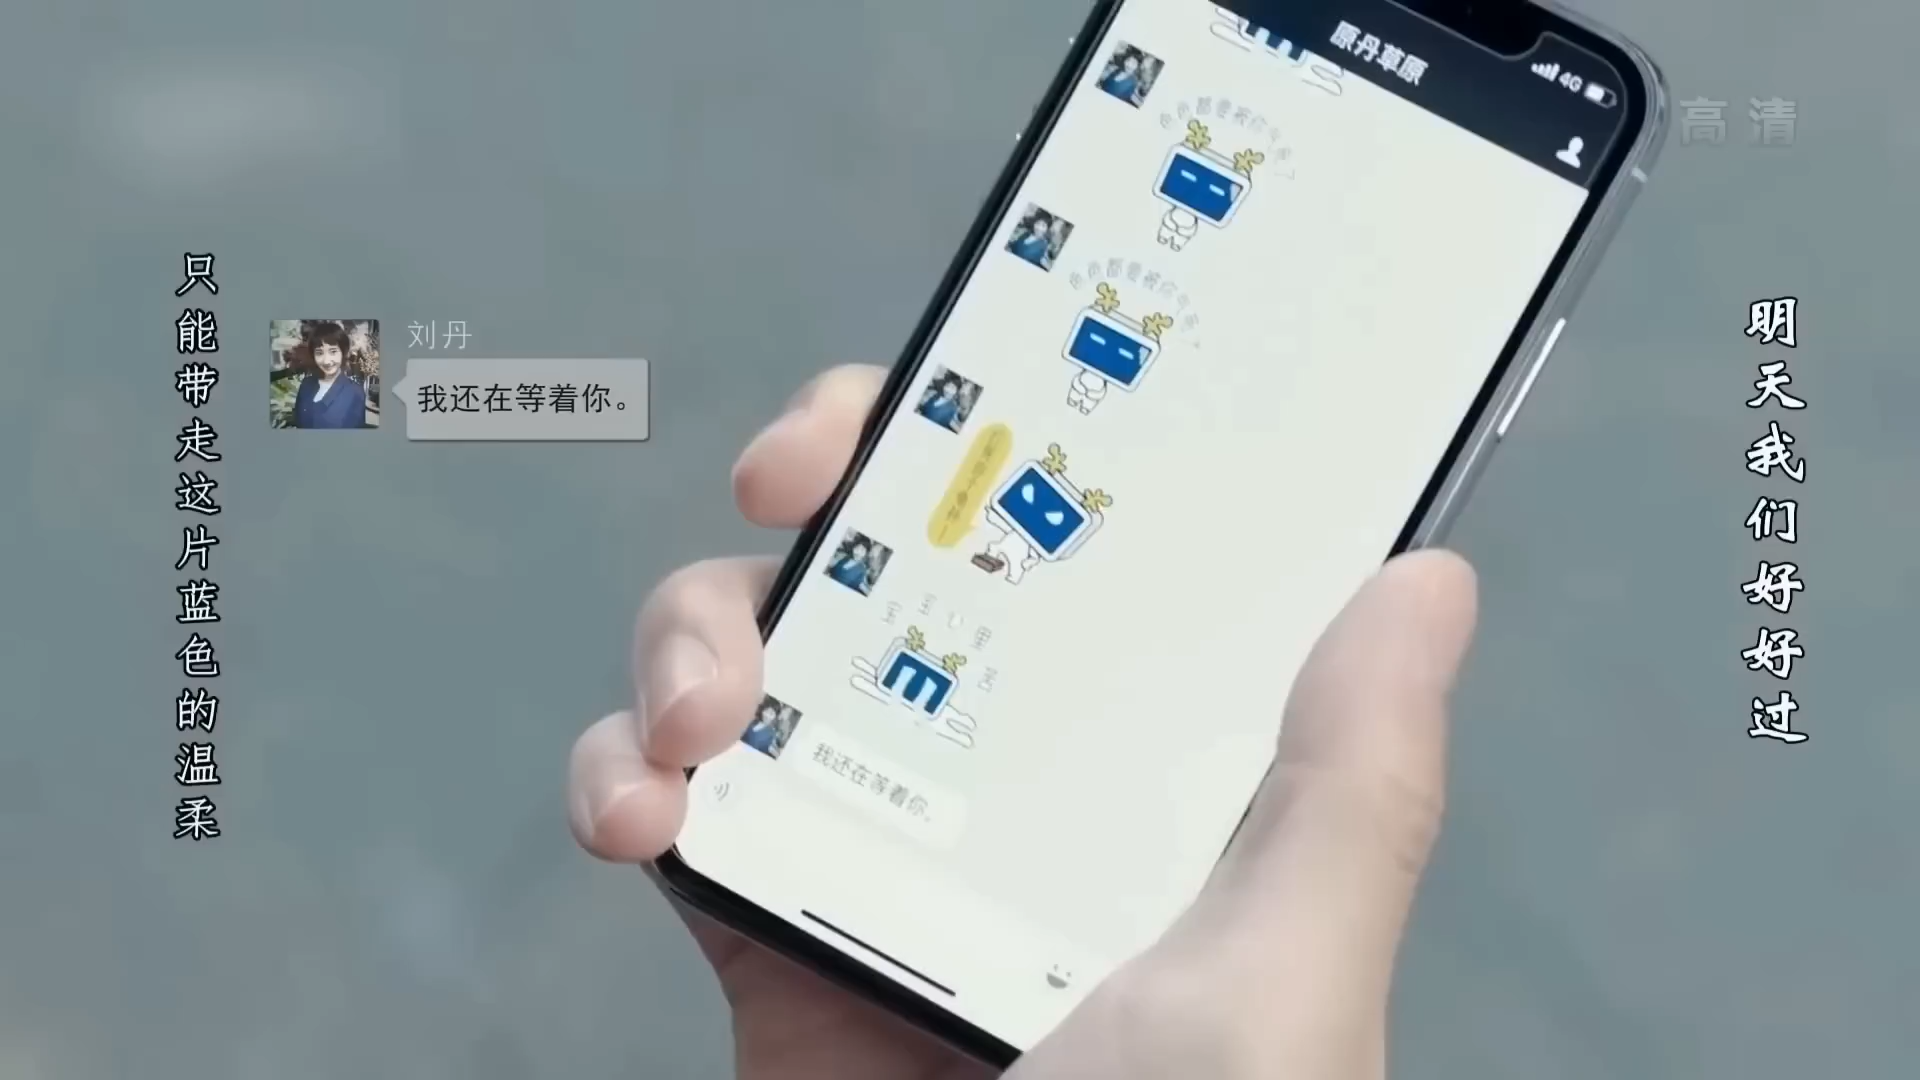 高清
原丹草原
4G
只能带走这片蓝色的温柔
刘丹
我还在等着你。
我还在等着你。
明天我们好好过